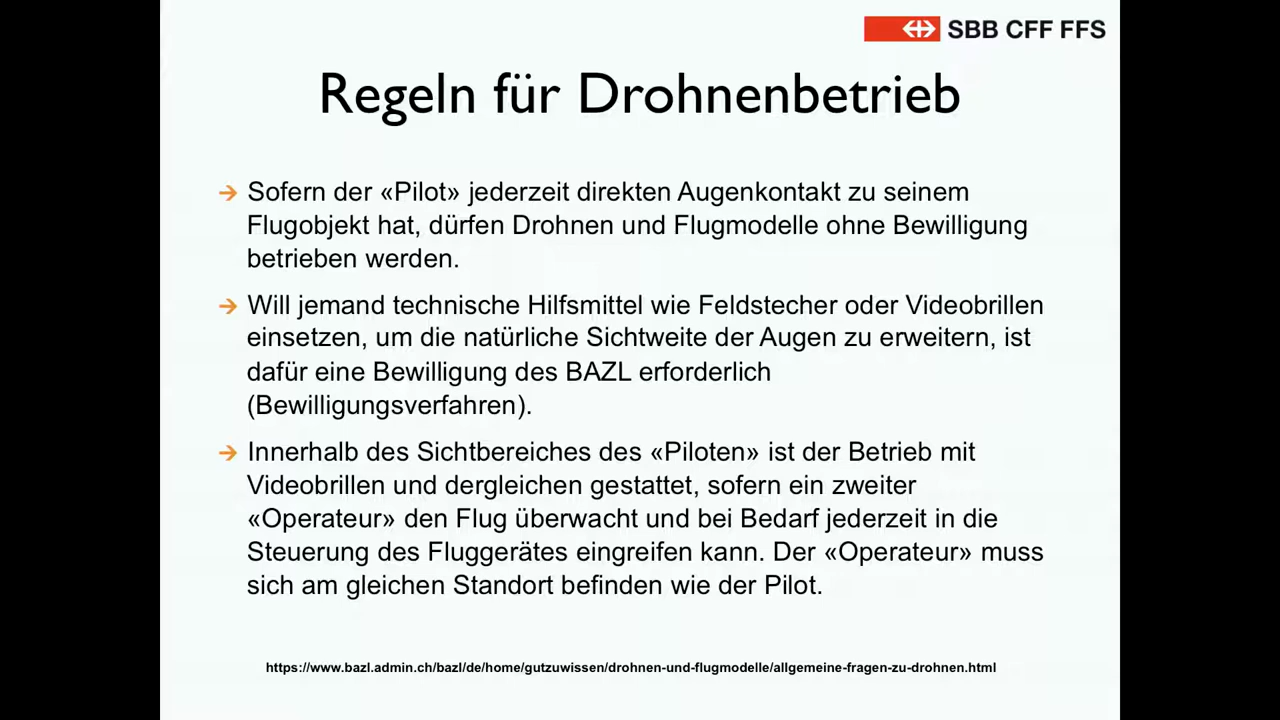 SBB CFF FFS
Regeln für Drohnenbetrieb
→ Sofern der «Pilot» jederzeit direkten Augenkontakt zu seinem
Flugobjekt hat, dürfen Drohnen und Flugmodelle ohne Bewilligung
betrieben werden.
→ Will jemand technische Hilfsmittel wie Feldstecher oder Videobrillen
einsetzen, um die natürliche Sichtweite der Augen zu erweitern, ist
dafür eine Bewilligung des BAZL erforderlich
(Bewilligungsverfahren).
→ Innerhalb des Sichtbereiches des «Piloten» ist der Betrieb mit
Videobrillen und dergleichen gestattet, sofern ein zweiter
«Operateur» den Flug überwacht und bei Bedarf jederzeit in die
Steuerung des Fluggerätes eingreifen kann. Der «Operateur» muss
sich am gleichen Standort befinden wie der Pilot.
https://www.bazl.admin.ch/bazl/de/home/gutzuwissen/drohnen-und-flugmodelle/allgemeine-fragen-zu-drohnen.html